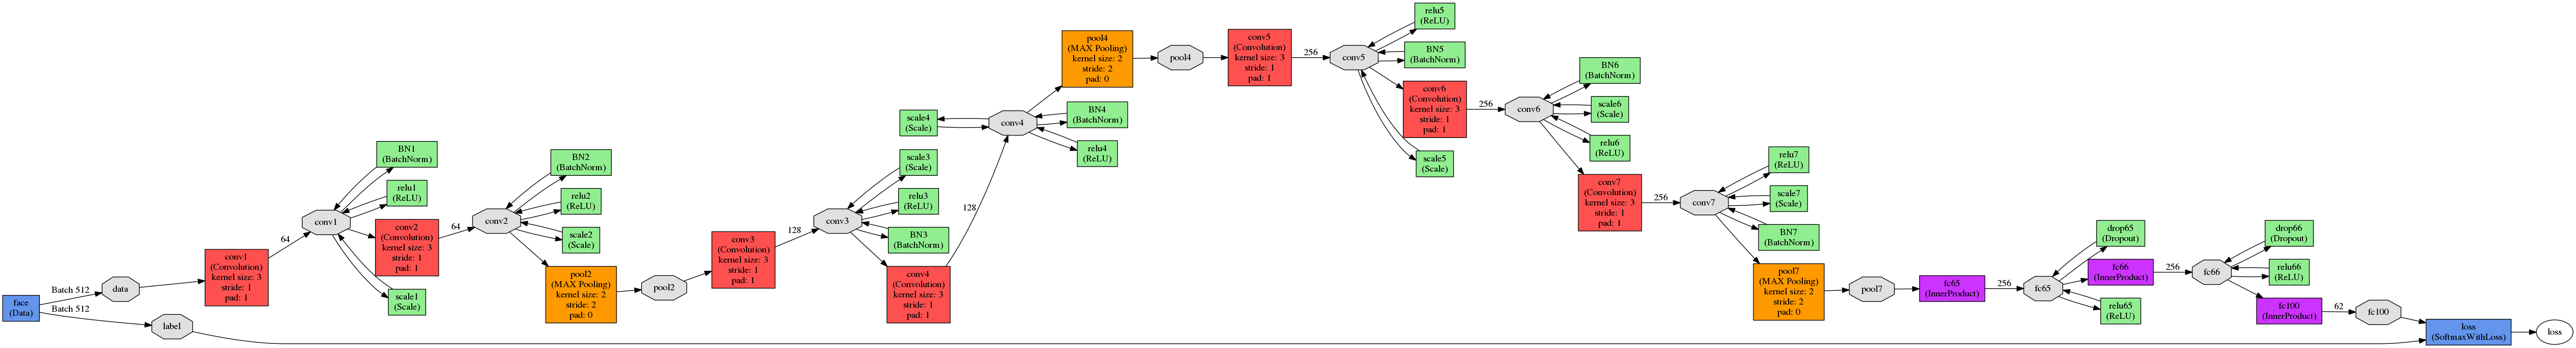 face
(Data)
Batch 512
Batch 512
data
label
conv1
(Convolution)
kernel size: 3
stride: 1
pad: 1
64
conv1
BN1
(BatchNorm)
relu1
(ReLU)
conv2
(Convolution)
kernel size: 3
stride: 1
pad: 1
scale1
(Scale)
64
conv2
BN2
(BatchNorm)
relu2
(ReLU)
scale2
(Scale)
pool2
(MAX Pooling)
kernel size: 2
stride: 2
pad: 0
pool2
conv3
(Convolution)
kernel size: 3
stride: 1
pad: 1
128
conv3
scale3
(Scale)
relu3
(ReLU)
BN3
(BatchNorm)
conv4
(Convolution)
kernel size: 3
stride: 1
pad: 1
128
scale4
(Scale)
conv4
pool4
(MAX Pooling)
kernel size: 2
stride: 2
pad: 0
BN4
(BatchNorm)
relu4
(ReLU)
pool4
conv5
(Convolution)
kernel size: 3
stride: 1
pad: 1
256
conv5
relu5
(ReLU)
BN5
(BatchNorm)
conv6
(Convolution)
kernel size: 3
stride: 1
pad: 1
scale5
(Scale)
256
conv6
BN6
(BatchNorm)
scale6
(Scale)
relu6
(ReLU)
conv7
(Convolution)
kernel size: 3
stride: 1
pad: 1
256
conv7
relu7
(ReLU)
scale7
(Scale)
BN7
(BatchNorm)
pool7
(MAX Pooling)
kernel size: 2
stride: 2
pad: 0
pool7
fc65
(InnerProduct)
256
fc65
drop65
(Dropout)
fc66
(InnerProduct)
relu65
(ReLU)
256
fc66
drop66
(Dropout)
relu66
(ReLU)
fc100
(InnerProduct)
62
fc100
loss
(SoftmaxWithLoss)
loss